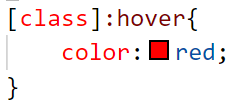 [class]:hover{
    color: red;
}